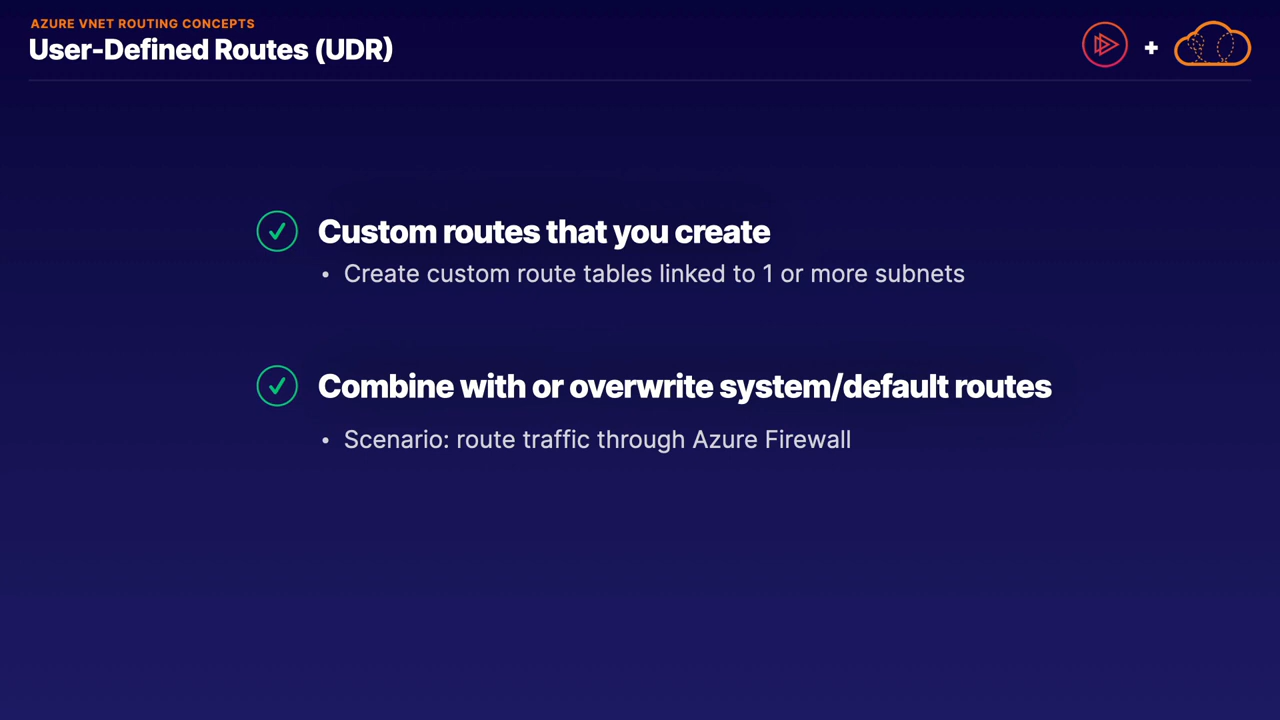 AZURE VNET ROUTING CONCEPTS
User-Defined Routes (UDR)
+
Custom routes that you create
• Create custom route tables linked to 1 or more subnets
Combine with or overwrite system/default routes
• Scenario: route traffic through Azure Firewall